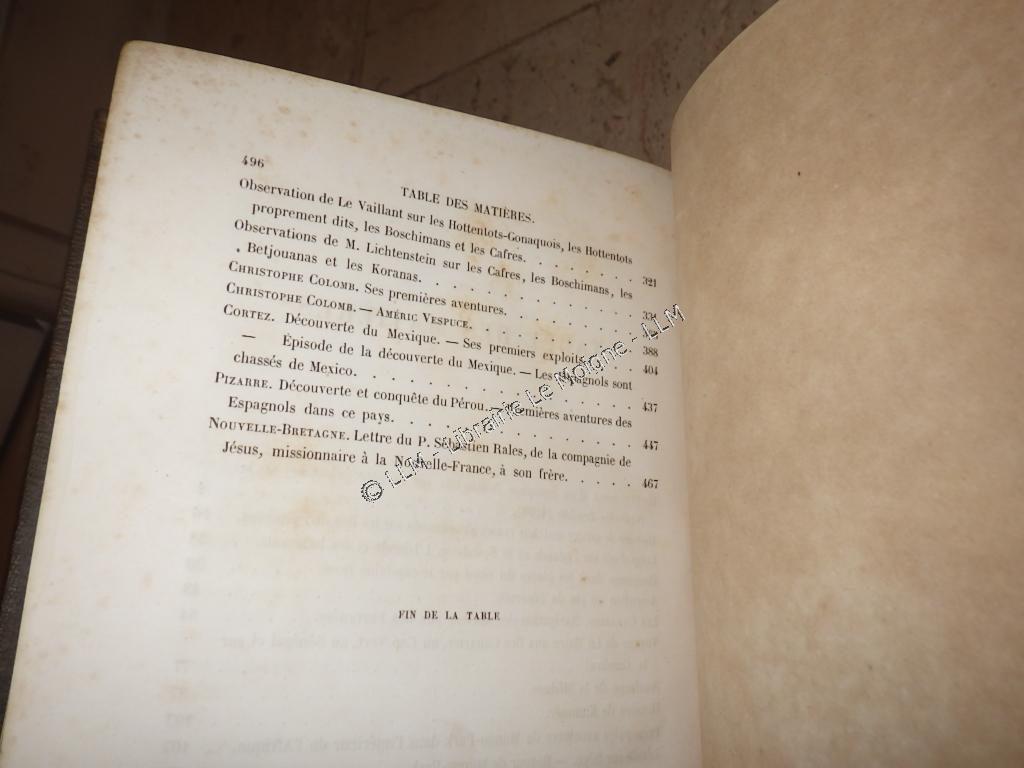 496
TABLE DES MATIÈRES.
Observation de Le Vaillant sur les Hottentots-Gonaquois, les Hottentots
proprement dits, les Boschimans et les Cafres. . . . . . . . 321
Observations de M. Lichtenstein sur les Cafres, les Boschimans, les
Betjouanas et les Koranas. . . . . . . . . . . . . 334
CHRISTOPHE COLOMB. Ses premières aventures. . . . . . . .
CHRISTOPHE COLOMB. — AMÉRIC VESPUCE. . . . . . . . . . 388
CORTEZ. Découverte du Mexique. — Ses premiers exploits. . . . 404
— Épisode de la découverte du Mexique. — Les Espagnols sont
chassés de Mexico. . . . . . . . . . . . . . . . 437
PIZARRE. Découverte et conquête du Pérou. — Premières aventures des
Espagnols dans ce pays. . . . . . . . . . . . . . 447
NOUVELLE-BRETAGNE. Lettre du P. Sébastien Rales, de la compagnie de
Jésus, missionnaire à la Nouvelle-France, à son frère. . . . . 467
FIN DE LA TABLE
© LLM - Librairie Le Moigne - LLM